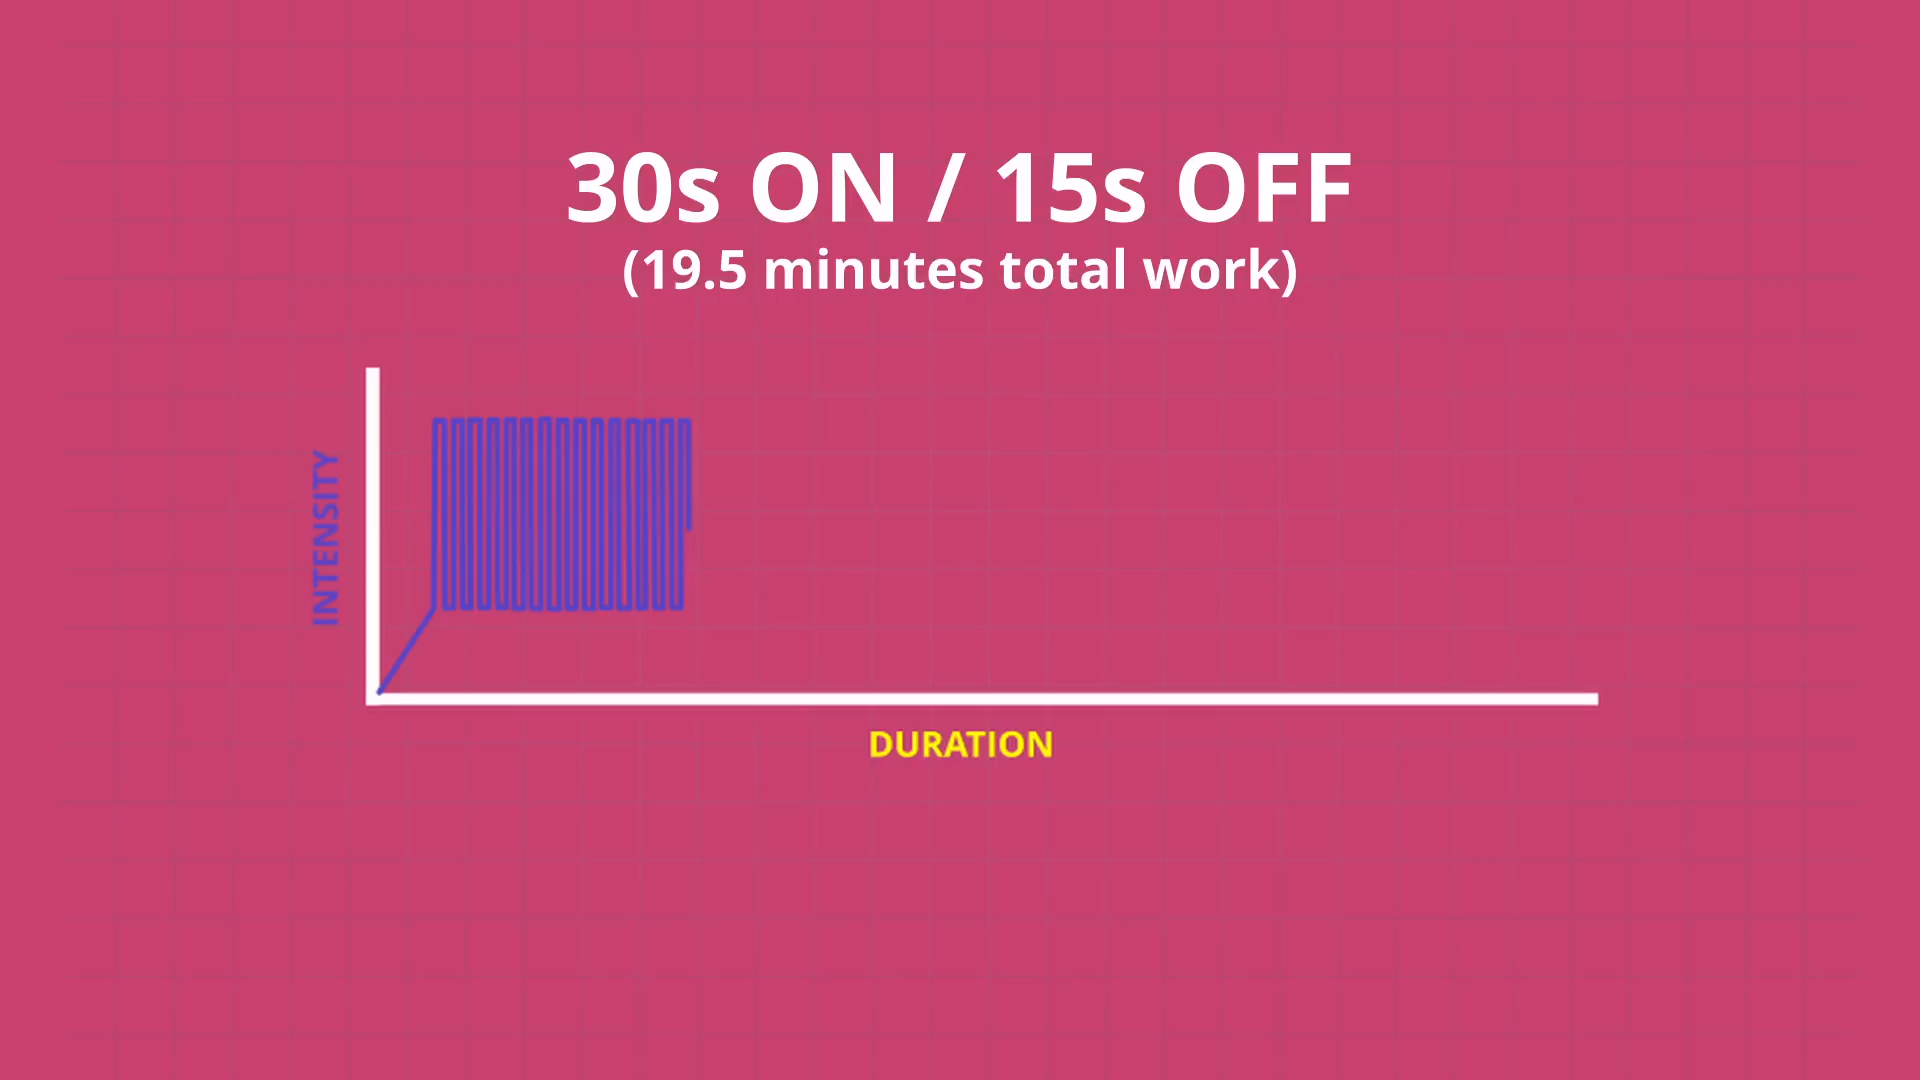 30s ON / 15s OFF
(19.5 minutes total work)
INTENSITY
DURATION